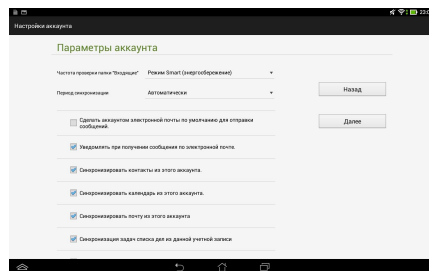 23:0
Настройки аккаунта
Параметры аккаунта
Частота проверки папки "Входящие" Режим Smart (энергосбережение)
Период синхронизации Автоматически
Назад
Сделать аккаунтом электронной почты по умолчанию для отправки
сообщений.
Далее
Уведомлять при получении сообщения по электронной почте.
Синхронизировать контакты из этого аккаунта.
Синхронизировать календарь из этого аккаунта.
Синхронизировать почту из этого аккаунта
Синхронизация задач списка дел из данной учетной записи